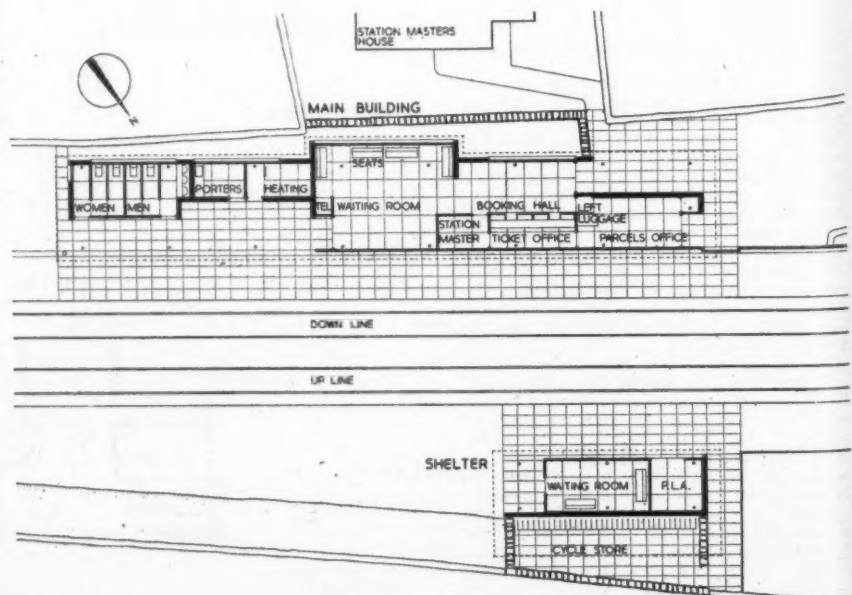 STATION MASTERS
HOUSE
N
MAIN BUILDING
SEATS
PORTERS
HEATING
WOMEN
MEN
TEL
WAITING ROOM
BOOKING HALL
LEFT
LUGGAGE
STATION
MASTER
TICKET OFFICE
PARCELS OFFICE
DOWN LINE
UP LINE
SHELTER
WAITING ROOM
P.L.A.
CYCLE STORE